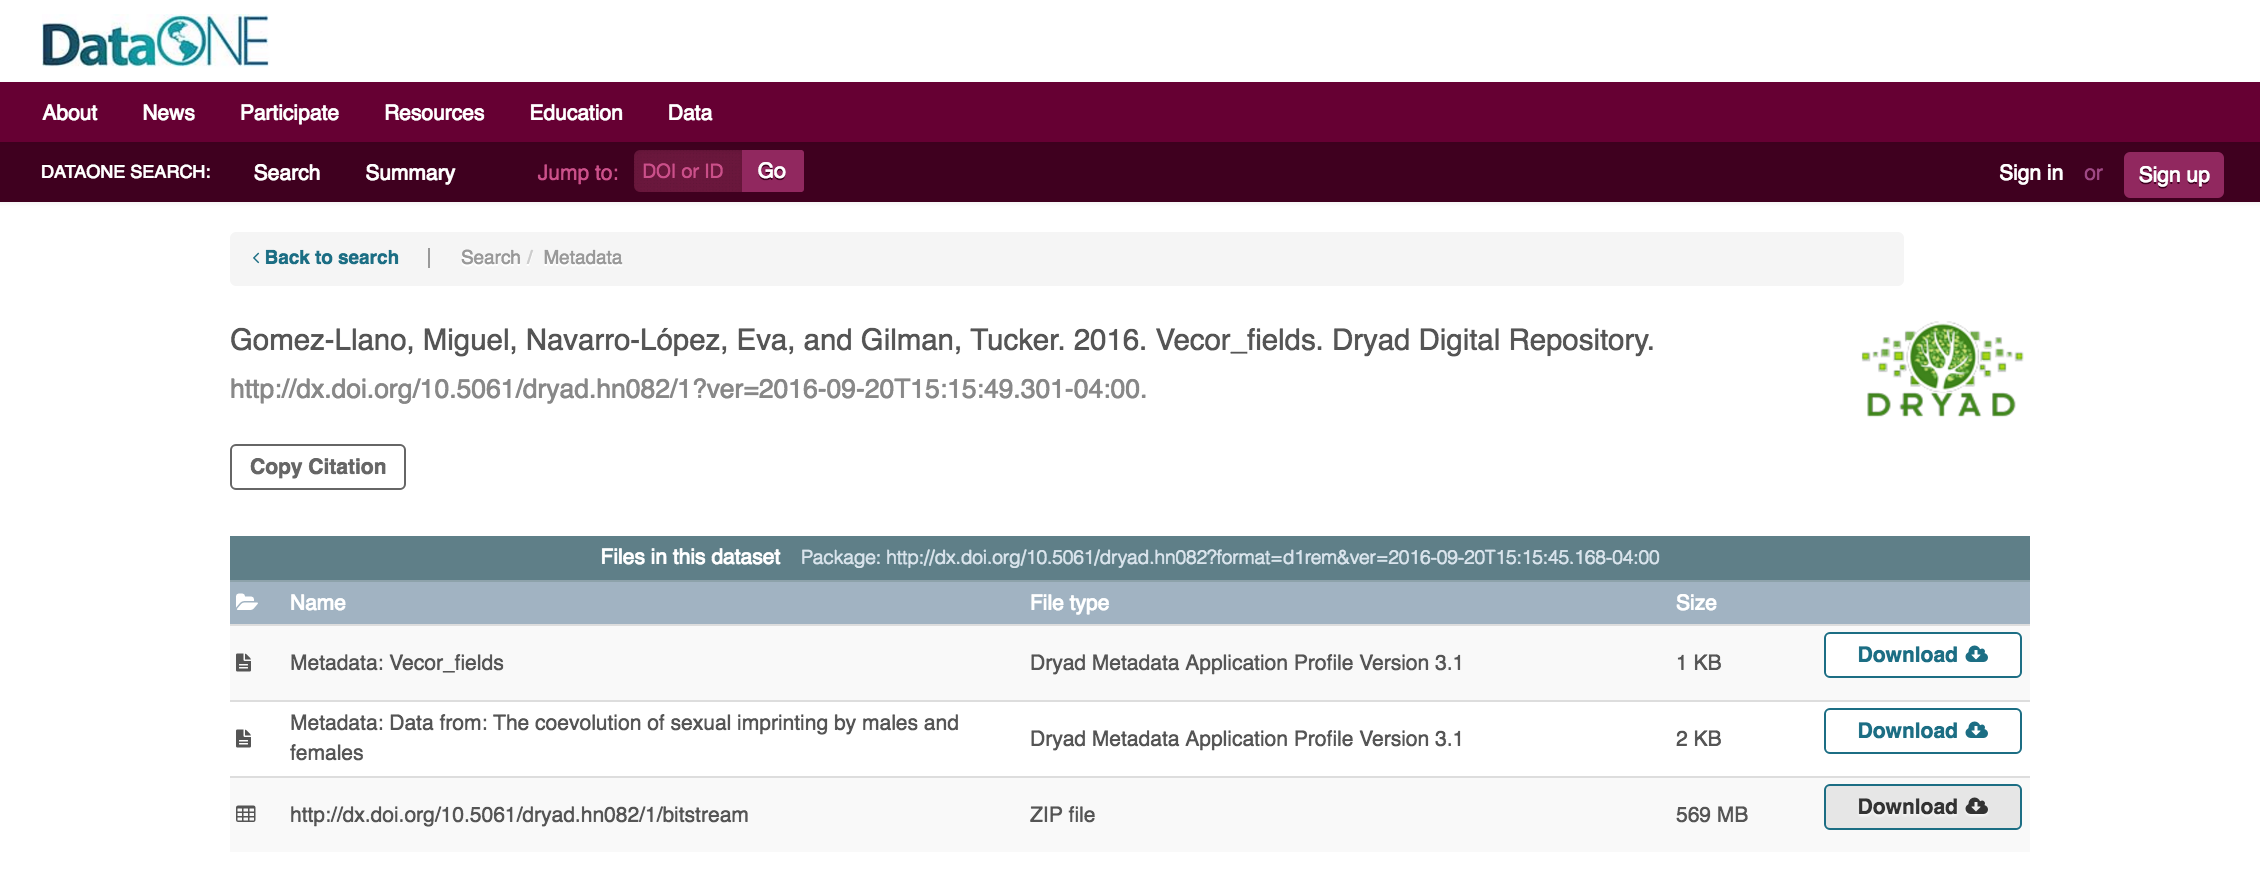 DataONE
About News Participate Resources Education Data
DATAONE SEARCH: Search Summary Jump to: DOI or ID Go Sign in or Sign up
‹ Back to search | Search / Metadata
Gomez-Llano, Miguel, Navarro-López, Eva, and Gilman, Tucker. 2016. Vecor_fields. Dryad Digital Repository.
http://dx.doi.org/10.5061/dryad.hn082/1?ver=2016-09-20T15:15:49.301-04:00.
DRYAD
Copy Citation
Files in this dataset Package: http://dx.doi.org/10.5061/dryad.hn082?format=d1rem&ver=2016-09-20T15:15:45.168-04:00
Name File type Size
Metadata: Vecor_fields Dryad Metadata Application Profile Version 3.1 1 KB Download
Metadata: Data from: The coevolution of sexual imprinting by males and
females Dryad Metadata Application Profile Version 3.1 2 KB Download
http://dx.doi.org/10.5061/dryad.hn082/1/bitstream ZIP file 569 MB Download